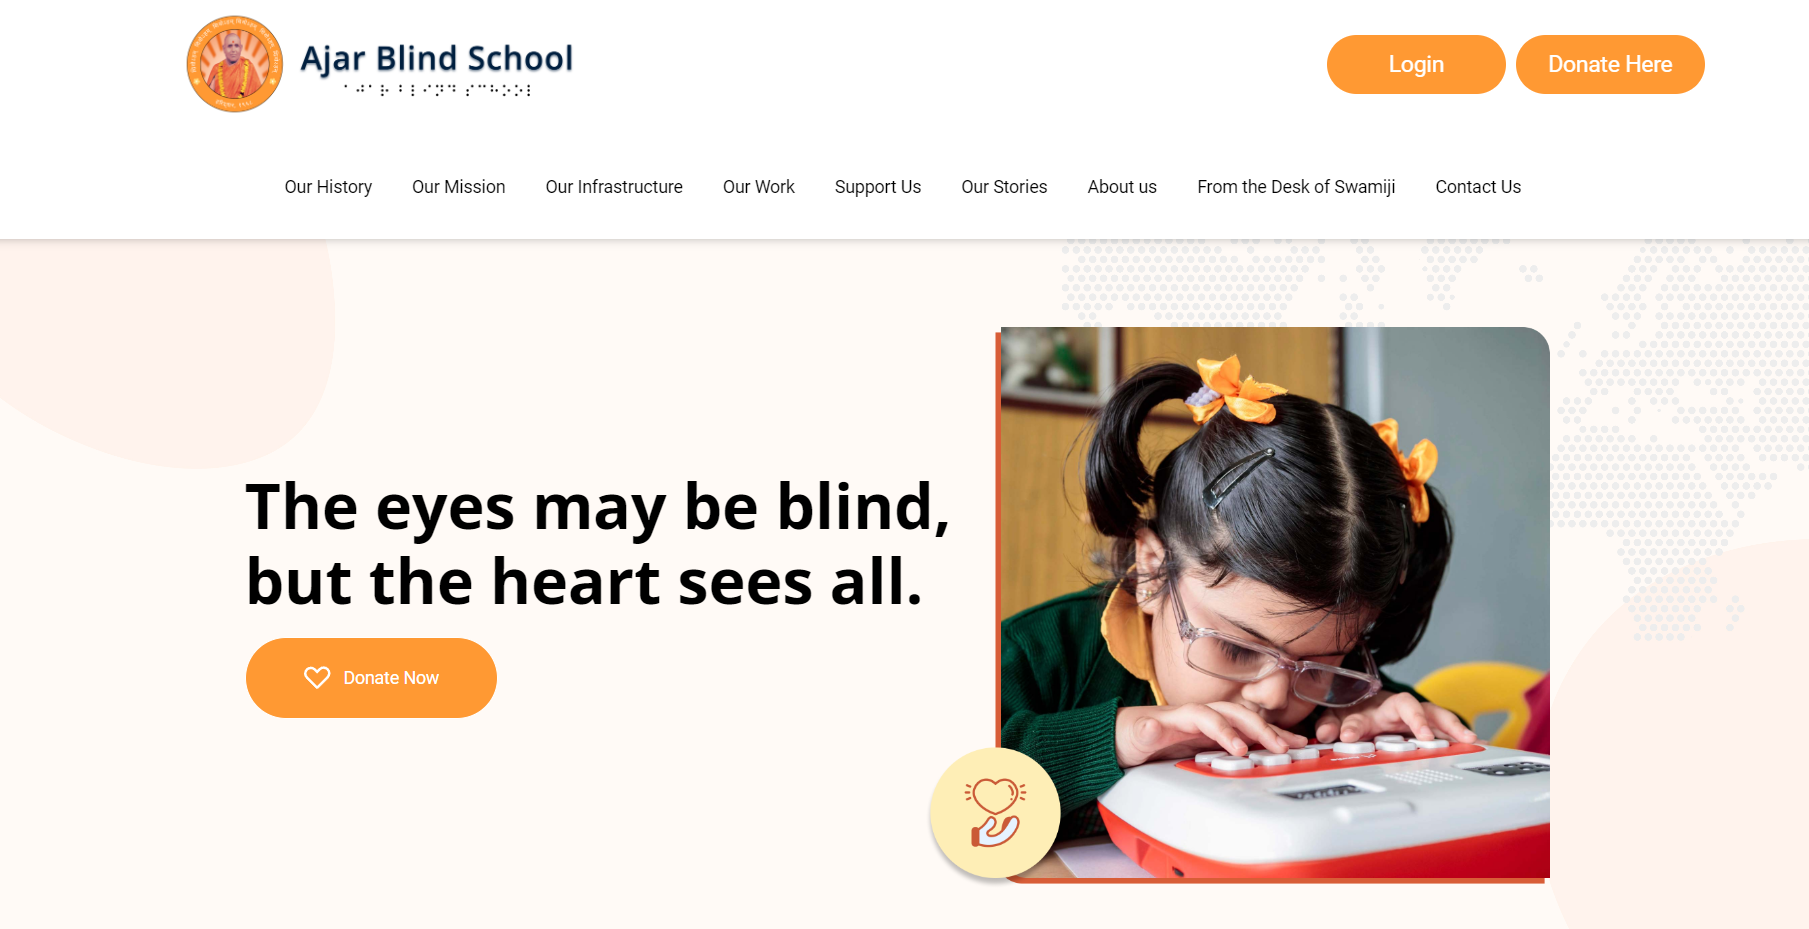 Ajar Blind School
⠁⠚⠁⠗ ⠃⠇⠊⠝⠙ ⠎⠉⠓⠕⠕⠇
Login
Donate Here
Our History
Our Mission
Our Infrastructure
Our Work
Support Us
Our Stories
About us
From the Desk of Swamiji
Contact Us
The eyes may be blind,
but the heart sees all.
Donate Now